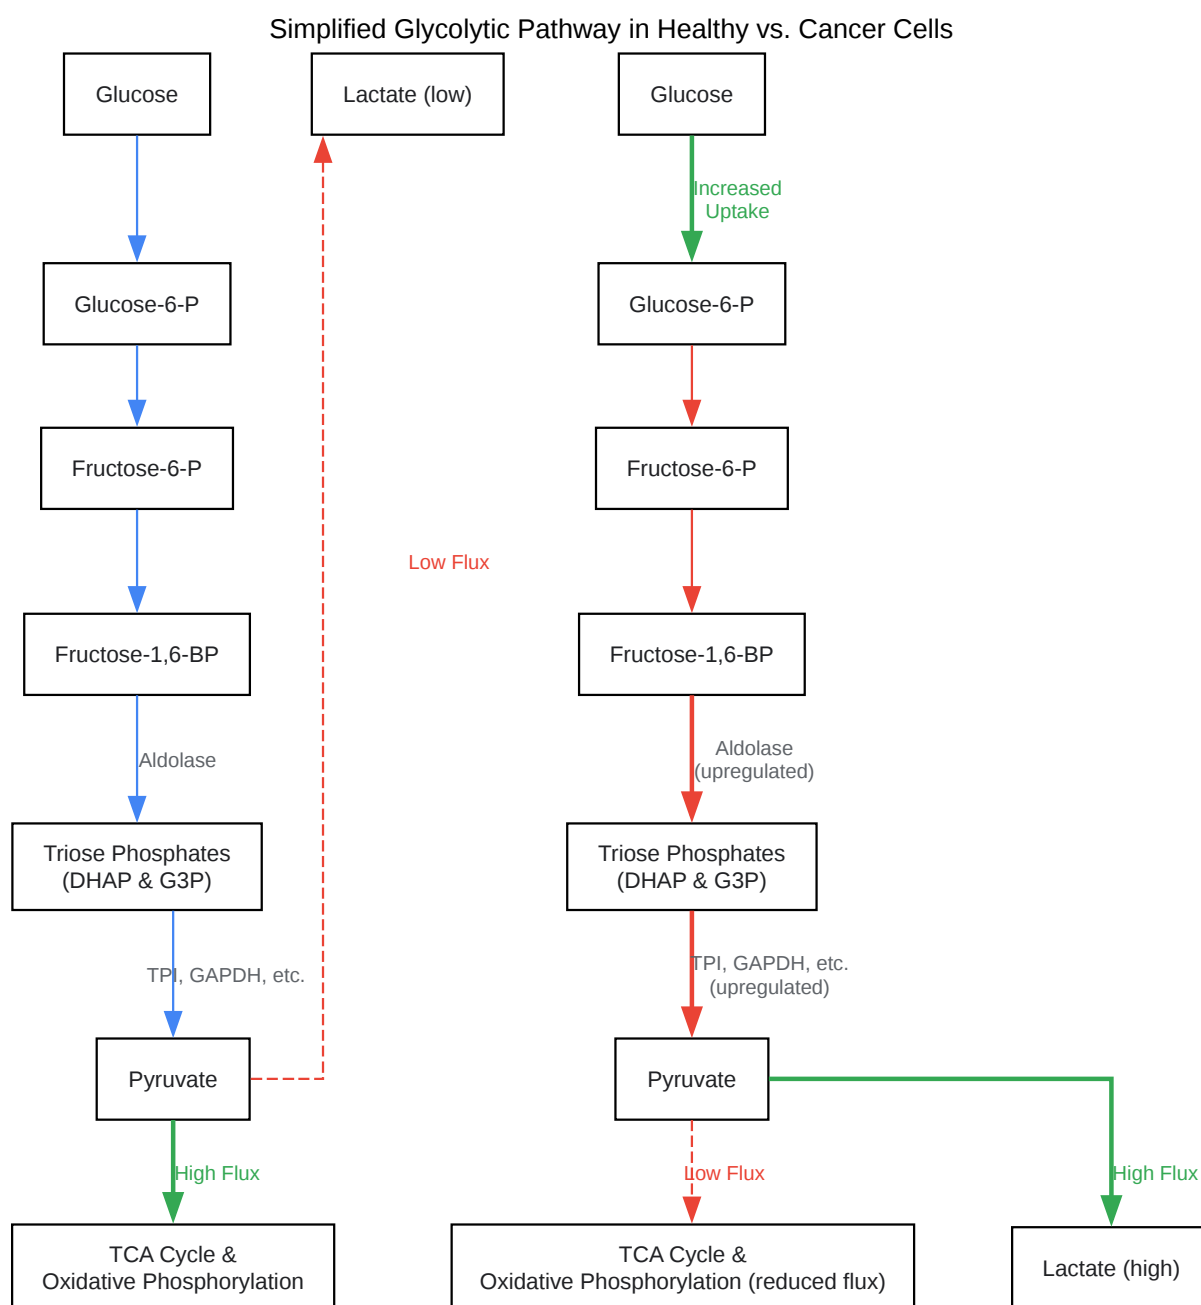 Simplified Glycolytic Pathway in Healthy vs. Cancer Cells
Glucose
Lactate (low)
Glucose
Increased
Uptake
Glucose-6-P
Glucose-6-P
Fructose-6-P
Fructose-6-P
Low Flux
Fructose-1,6-BP
Fructose-1,6-BP
Aldolase
Aldolase
(upregulated)
Triose Phosphates
(DHAP & G3P)
Triose Phosphates
(DHAP & G3P)
TPI, GAPDH, etc.
TPI, GAPDH, etc.
(upregulated)
Pyruvate
Pyruvate
High Flux
Low Flux
High Flux
TCA Cycle &
Oxidative Phosphorylation
TCA Cycle &
Oxidative Phosphorylation (reduced flux)
Lactate (high)